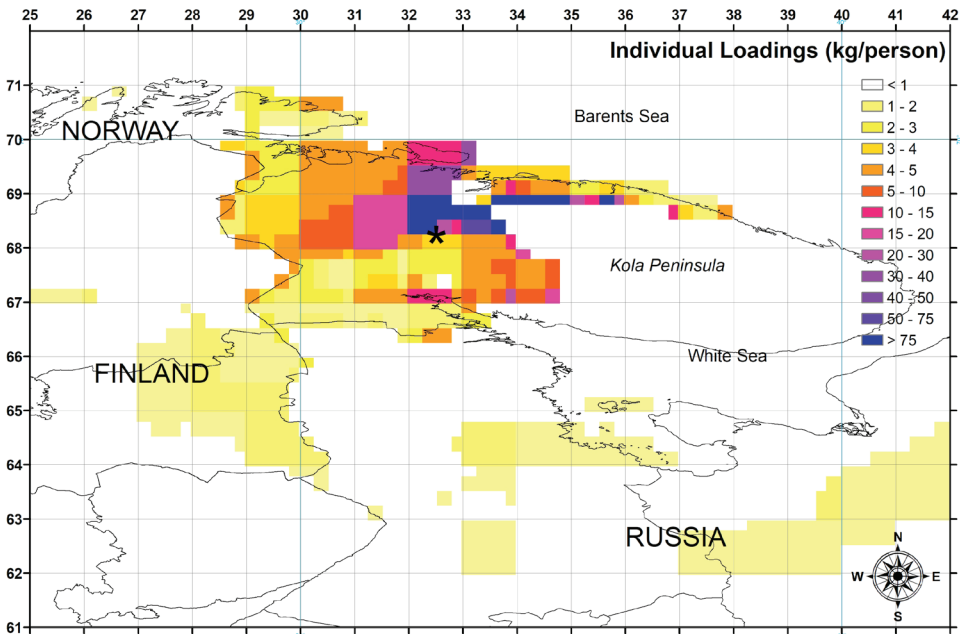 25 26 27 28 29 30 31 32 33 34 35 36 37 38 39 40 41 42
Individual Loadings (kg/person)
71
< 1
1 - 2
Barents Sea
2 - 3
NORWAY
70
3 - 4
4 - 5
69
5 - 10
10 - 15
15 - 20
68
*
20 - 30
Kola Peninsula
30 - 40
67
40 - 50
50 - 75
> 75
66
White Sea
FINLAND
65
64
63
RUSSIA
N
62
W E
S
61